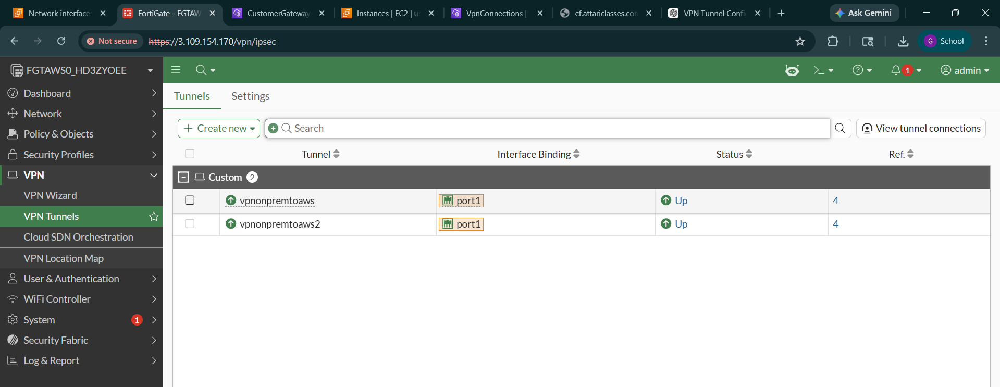 Network interfaces
FortiGate - FGTAW
CustomerGateway
Instances | EC2 | u
VpnConnections |
cf.attariclasses.co
VPN Tunnel Confi
Ask Gemini
Not secure
https://3.109.154.170/vpn/ipsec
G School
FGTAWS0_HD3ZYOEE
>_
1
admin
Dashboard
Network
Policy & Objects
Security Profiles
VPN
VPN Wizard
VPN Tunnels
Cloud SDN Orchestration
VPN Location Map
User & Authentication
WiFi Controller
System 1
Security Fabric
Log & Report
Tunnels Settings
Create new Search View tunnel connections
Tunnel Interface Binding Status Ref.
Custom 2
vpnonpremtoaws port1 Up 4
vpnonpremtoaws2 port1 Up 4